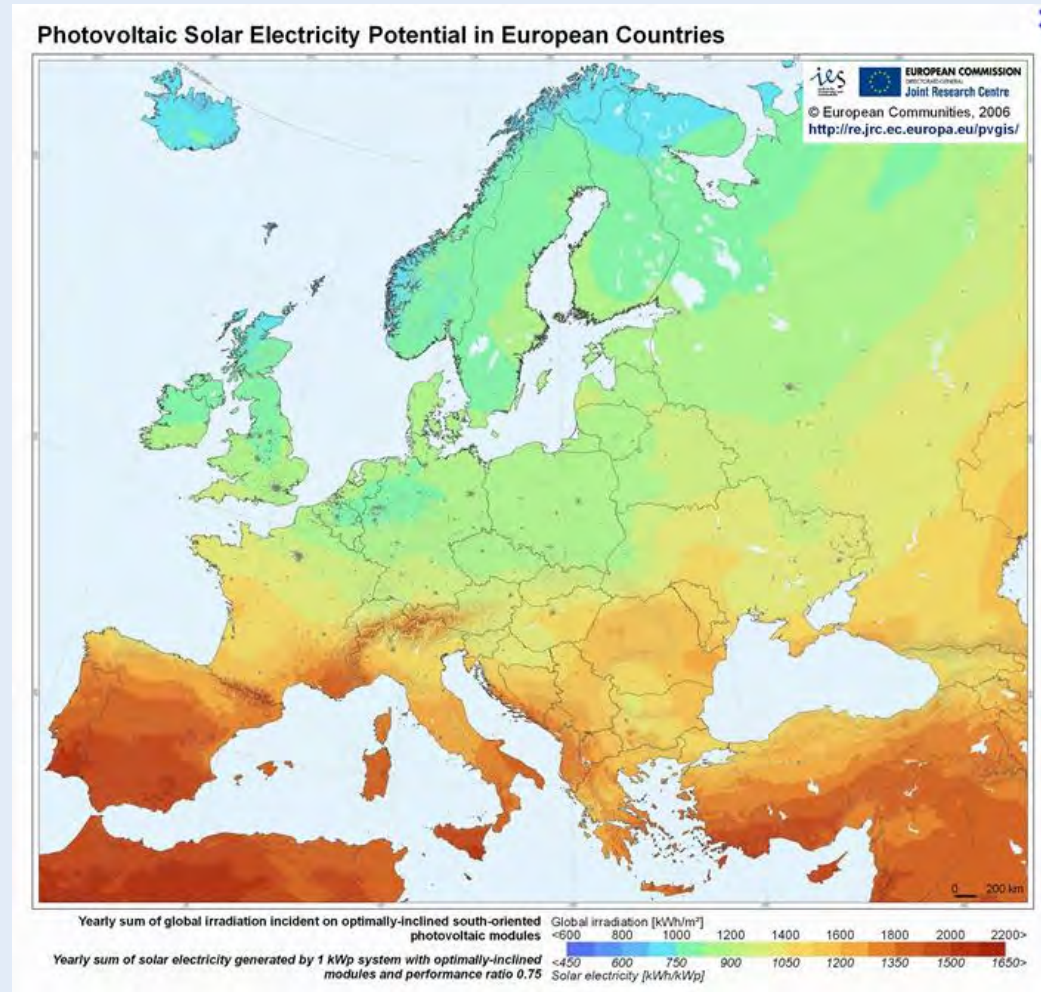 Photovoltaic Solar Electricity Potential in European Countries
ies
EUROPEAN COMMISSION
DIRECTORATE-GENERAL
Joint Research Centre
© European Communities, 2006
http://re.jrc.ec.europa.eu/pvgis/
0 200 km
Yearly sum of global irradiation incident on optimally-inclined south-oriented
photovoltaic modules
Yearly sum of solar electricity generated by 1 kWp system with optimally-inclined
modules and performance ratio 0.75
Global irradiation [kWh/m²]
<600 800 1000 1200 1400 1600 1800 2000 2200>
<450 600 750 900 1050 1200 1350 1500 1650>
Solar electricity [kWh/kWp]